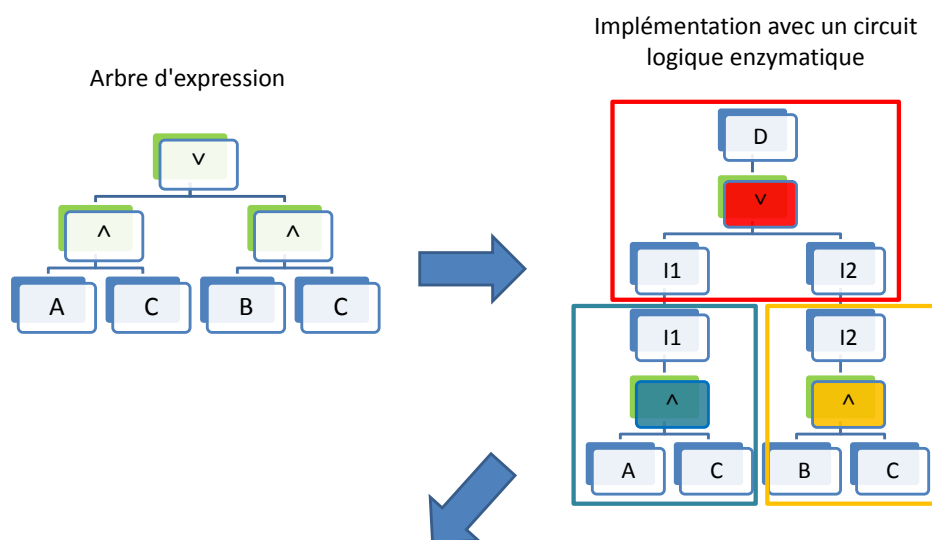 Implémentation avec un circuit
logique enzymatique
Arbre d'expression
˅
˄ ˄
A C B C
D
˅
I1 I2
I1 I2
˄ ˄
A C B C